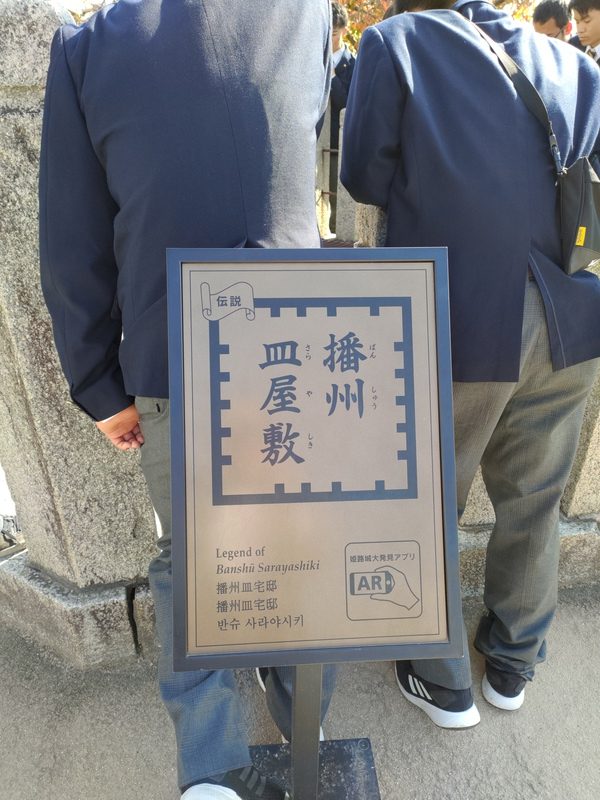 伝説
播州
ばんしゅう
皿屋敷
さらやしき
Legend of
Banshū Sarayashiki
播州皿宅邸
播州皿宅邸
반슈 사라야시키
姫路城大発見アプリ
AR